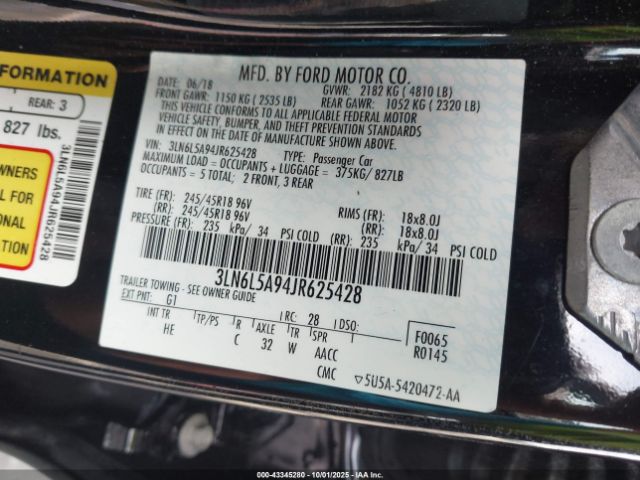 INFORMATION
REAR: 3
827 lbs.
3LN6L5A94JR625428
OWNERS
L FOR
ONAL
ION
MFD. BY FORD MOTOR CO.
DATE: 06/18
GVWR: 2182 KG ( 4810 LB)
FRONT GAWR: 1150 KG ( 2535 LB)
REAR GAWR: 1052 KG ( 2320 LB)
THIS VEHICLE CONFORMS TO ALL APPLICABLE FEDERAL MOTOR
VEHICLE SAFETY, BUMPER, AND THEFT PREVENTION STANDARDS
IN EFFECT ON THE DATE OF MANUFACTURE SHOWN ABOVE.
VIN: 3LN6L5A94JR625428
TYPE: Passenger Car
MAXIMUM LOAD = OCCUPANTS + LUGGAGE = 375KG/ 827LB
OCCUPANTS = 5 TOTAL; 2 FRONT, 3 REAR
TIRE (FR): 245/45R18 96V
RIMS (FR): 18x8.0J
(RR): 245/45R18 96V
(RR): 18x8.0J
PRESSURE (FR): 235 kPa/ 34 PSI COLD (RR): 235 kPa/ 34 PSI COLD
3LN6L5A94JR625428
TRAILER TOWING - SEE OWNER GUIDE
EXT PNT: G1 RC: 28 DSO: F0065
INT TR TP/PS R AXLE TR SPR R0145
HE C 32 W AACC
CMC 5U5A-5420472-AA
© 43345280 - 10/01/2025 - IAA Inc.